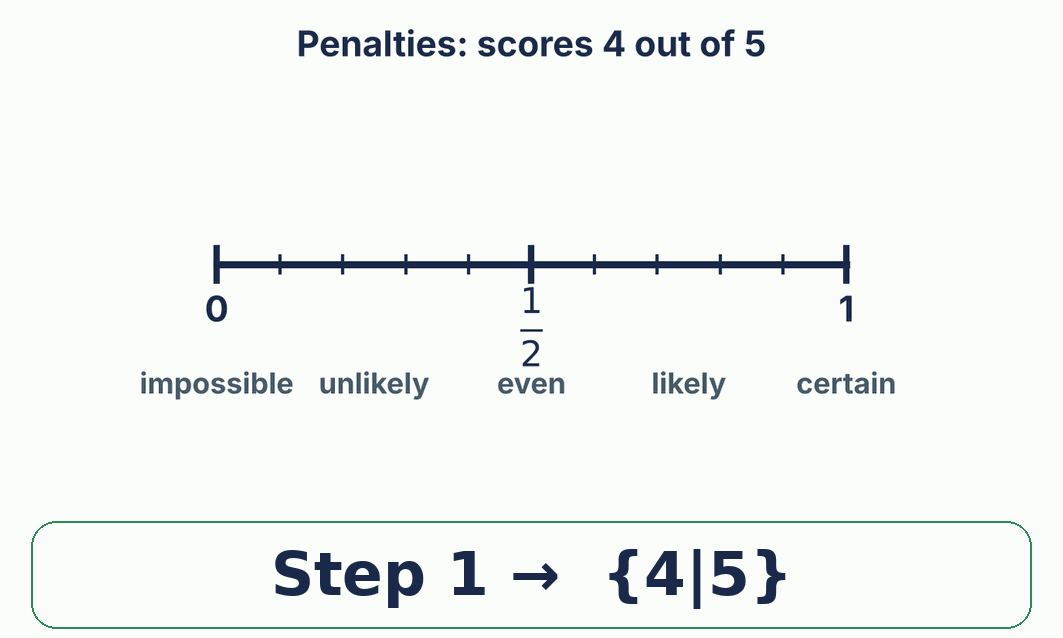 Penalties: scores 4 out of 5
0 1/2 1
impossible unlikely even likely certain
Step 1 → {4|5}